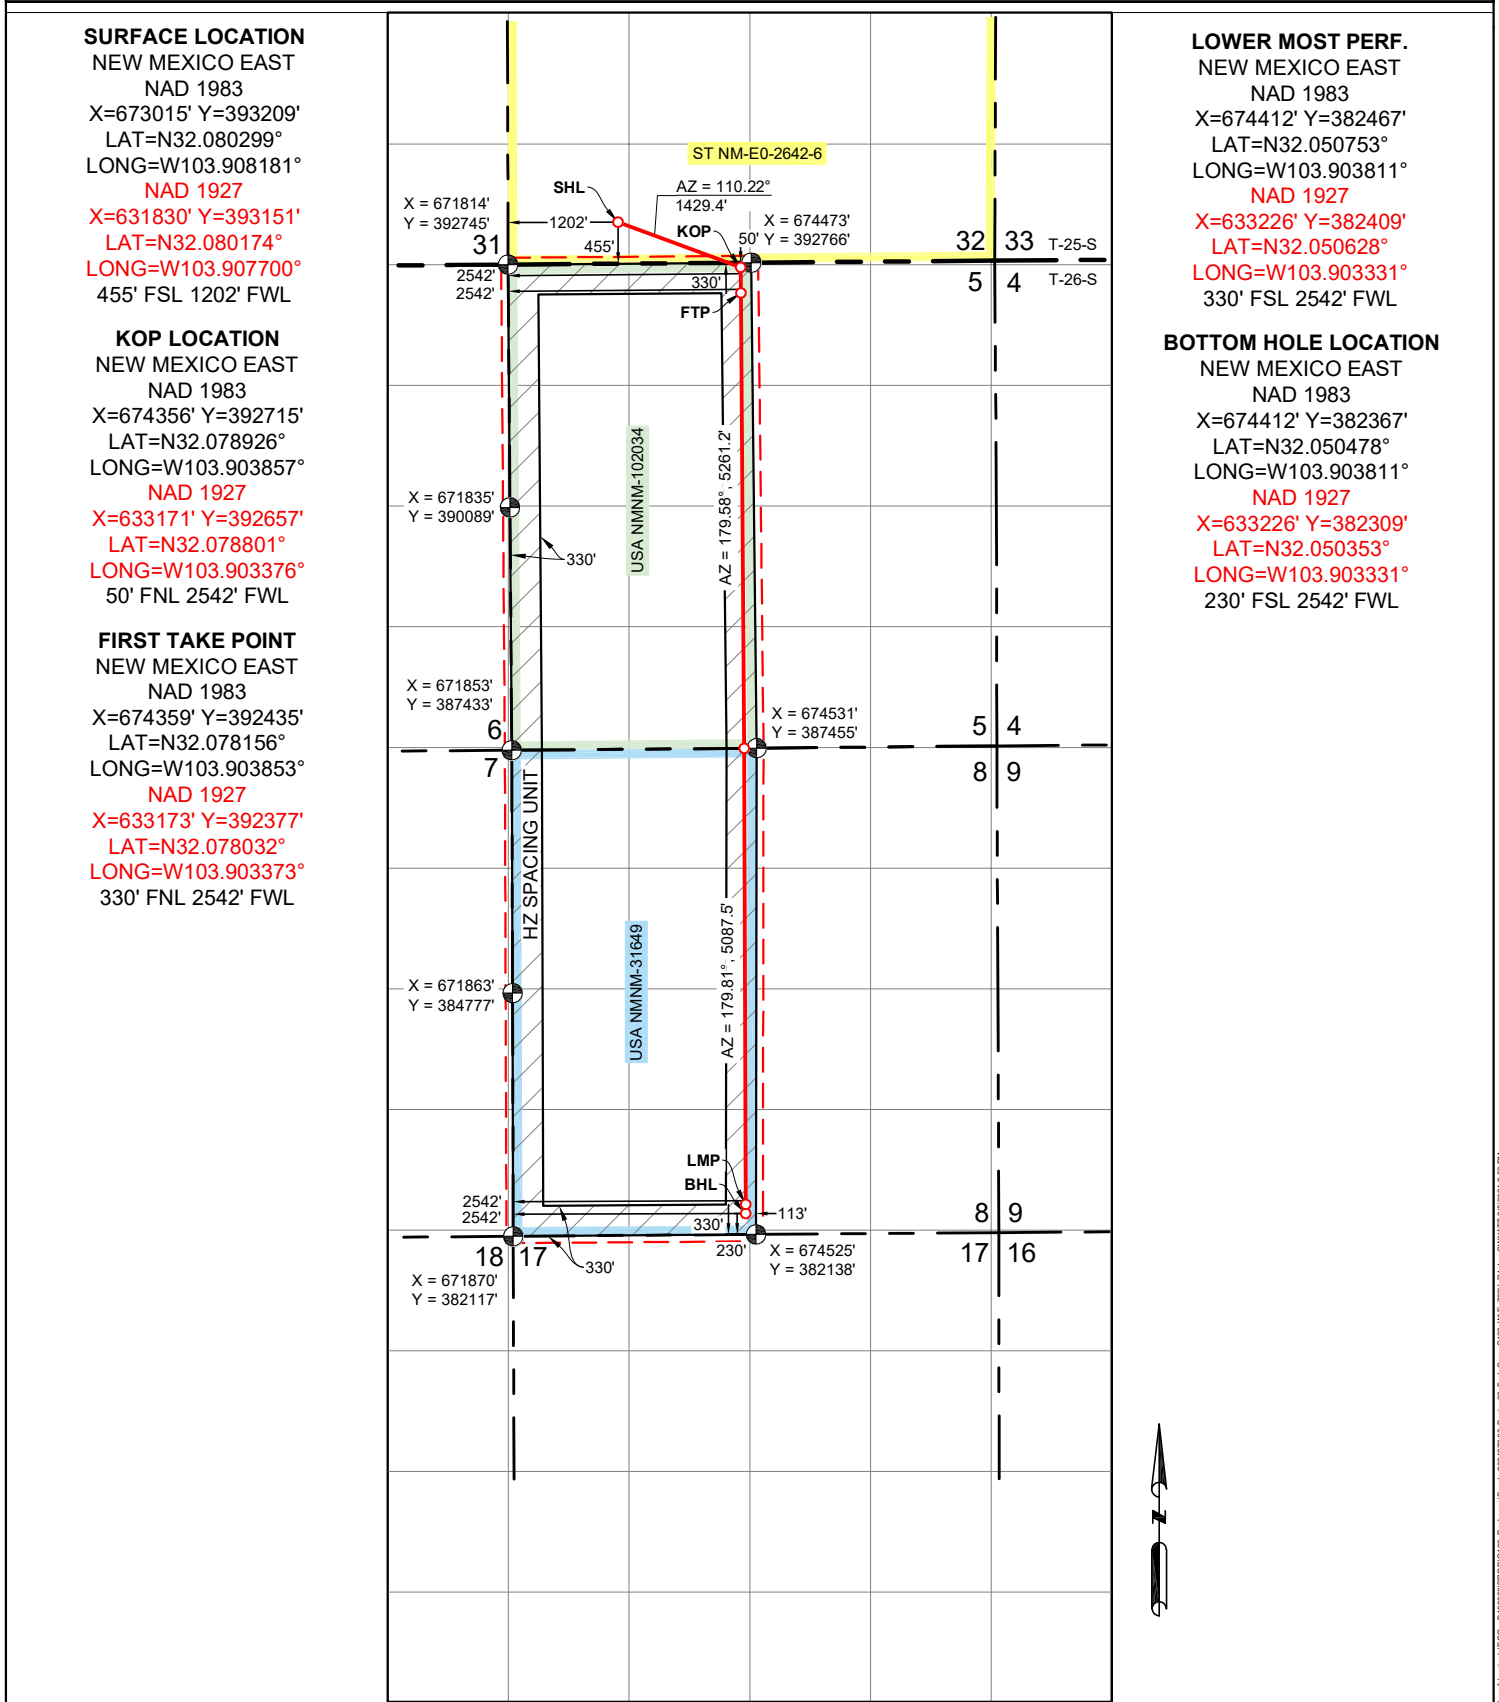 SURFACE LOCATION
NEW MEXICO EAST
NAD 1983
X=673015' Y=393209'
LAT=N32.080299°
LONG=W103.908181°
NAD 1927
X=631830' Y=393151'
LAT=N32.080174°
LONG=W103.907700°
455' FSL 1202' FWL
KOP LOCATION
NEW MEXICO EAST
NAD 1983
X=674356' Y=392715'
LAT=N32.078926°
LONG=W103.903857°
NAD 1927
X=633171' Y=392657'
LAT=N32.078801°
LONG=W103.903376°
50' FNL 2542' FWL
FIRST TAKE POINT
NEW MEXICO EAST
NAD 1983
X=674359' Y=392435'
LAT=N32.078156°
LONG=W103.903853°
NAD 1927
X=633173' Y=392377'
LAT=N32.078032°
LONG=W103.903373°
330' FNL 2542' FWL
ST NM-E0-2642-6
SHL
AZ = 110.22°
1429.4'
X = 671814'
Y = 392745'
1202'
KOP
X = 674473'
Y = 392766'
455'
50'
31
32 33
T-25-S
2542'
2542'
330'
5 4
T-26-S
FTP
USA NMNM-102034
AZ = 179.58°, 5261.2'
X = 671835'
Y = 390089'
330'
X = 671853'
Y = 387433'
X = 674531'
Y = 387455'
6
7
5 4
8 9
HZ SPACING UNIT
USA NMNM-31649
AZ = 179.81°, 5087.5'
X = 671863'
Y = 384777'
LMP
BHL
2542'
2542'
113'
330'
230'
8 9
18 17
17 16
330'
X = 674525'
Y = 382138'
X = 671870'
Y = 382117'
LOWER MOST PERF.
NEW MEXICO EAST
NAD 1983
X=674412' Y=382467'
LAT=N32.050753°
LONG=W103.903811°
NAD 1927
X=633226' Y=382409'
LAT=N32.050628°
LONG=W103.903331°
330' FSL 2542' FWL
BOTTOM HOLE LOCATION
NEW MEXICO EAST
NAD 1983
X=674412' Y=382367'
LAT=N32.050478°
LONG=W103.903811°
NAD 1927
X=633226' Y=382309'
LAT=N32.050353°
LONG=W103.903331°
230' FSL 2542' FWL
N